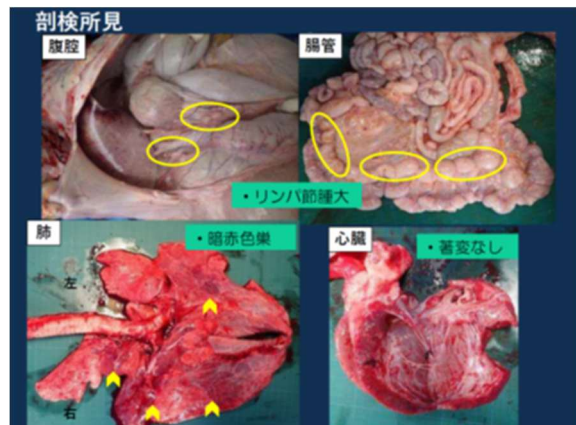 剖検所見
腹腔
腸管
・リンパ節腫大
肺
・暗赤色巣
心臓
・著変なし
左
右